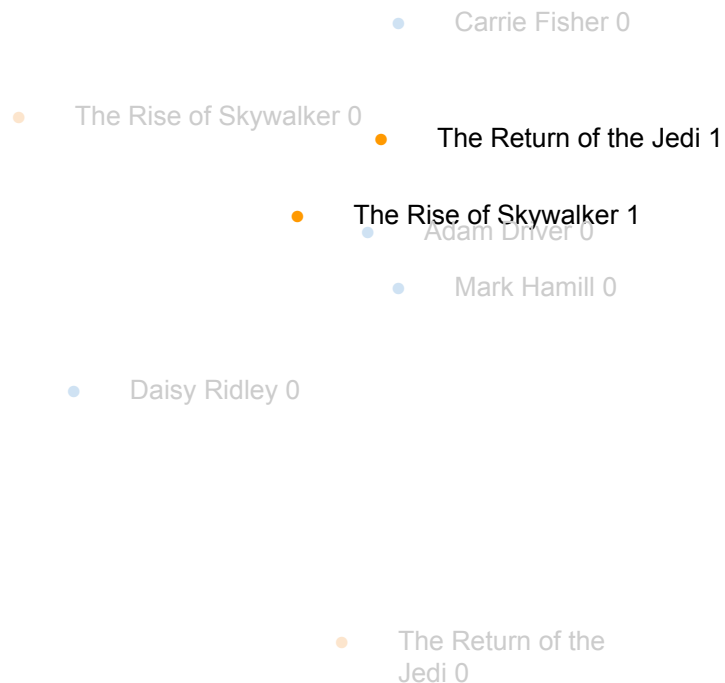 Carrie Fisher 0
The Rise of Skywalker 0
The Return of the Jedi 1
The Rise of Skywalker 1
Adam Driver 0
Mark Hamill 0
Daisy Ridley 0
The Return of the
Jedi 0